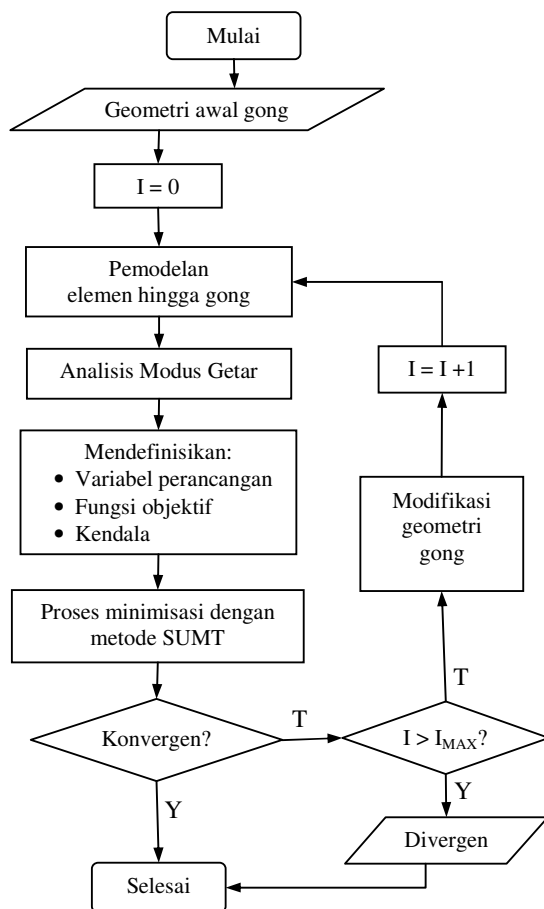 Mulai
Geometri awal gong
I = 0
Pemodelan
elemen hingga gong
Analisis Modus Getar
I = I +1
Mendefinisikan:
• Variabel perancangan
• Fungsi objektif
• Kendala
Modifikasi
geometri
gong
Proses minimisasi dengan
metode SUMT
T
Konvergen?
T
I > I_MAX?
Y
Y
Divergen
Selesai